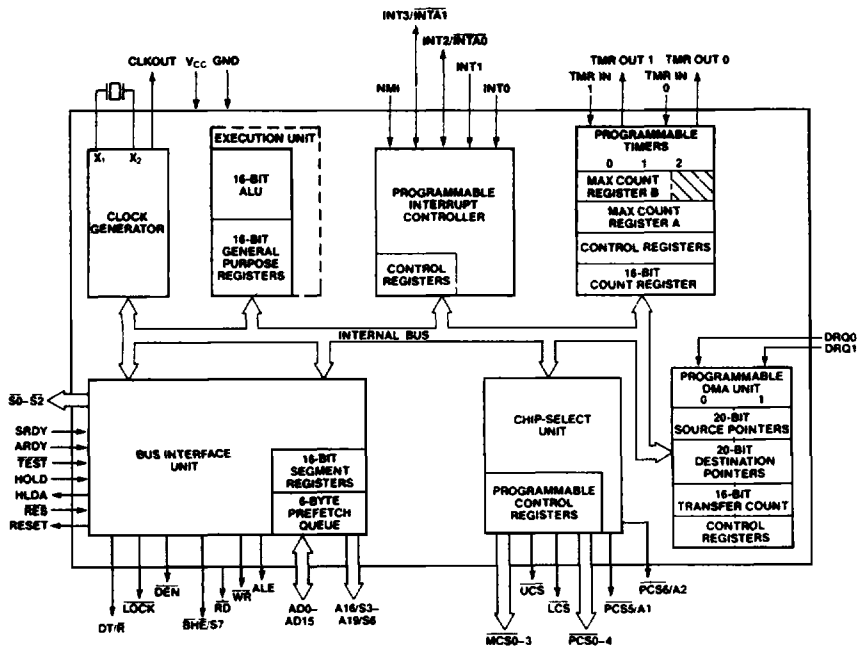 INT3/INTA1
INT2/INTA0
CLKOUT VCC GND
INT1
TMR OUT 1 TMR OUT 0
TMR IN TMR IN
1 0
NMI
INT0
X1 X2
CLOCK
GENERATOR
EXECUTION UNIT
16-BIT
ALU
16-BIT
GENERAL
PURPOSE
REGISTERS
PROGRAMMABLE
INTERRUPT
CONTROLLER
CONTROL
REGISTERS
PROGRAMMABLE
TIMERS
0 1 2
MAX COUNT
REGISTER B
MAX COUNT
REGISTER A
CONTROL REGISTERS
16-BIT
COUNT REGISTER
INTERNAL BUS
DRQ0
DRQ1
S0-S2
SRDY
ARDY
TEST
HOLD
HLDA
RES
RESET
BUS INTERFACE
UNIT
16-BIT
SEGMENT
REGISTERS
6-BYTE
PREFETCH
QUEUE
CHIP-SELECT
UNIT
PROGRAMMABLE
CONTROL
REGISTERS
PROGRAMMABLE
DMA UNIT
0 1
20-BIT
SOURCE POINTERS
20-BIT
DESTINATION
POINTERS
16-BIT
TRANSFER COUNT
CONTROL
REGISTERS
DT/R
LOCK
DEN
BHE/S7
RD
WR
ALE
AD0-
AD15
A16/S3-
A19/S6
MCS0-3
UCS
LCS
PCS0-4
PCS5/A1
PCS6/A2